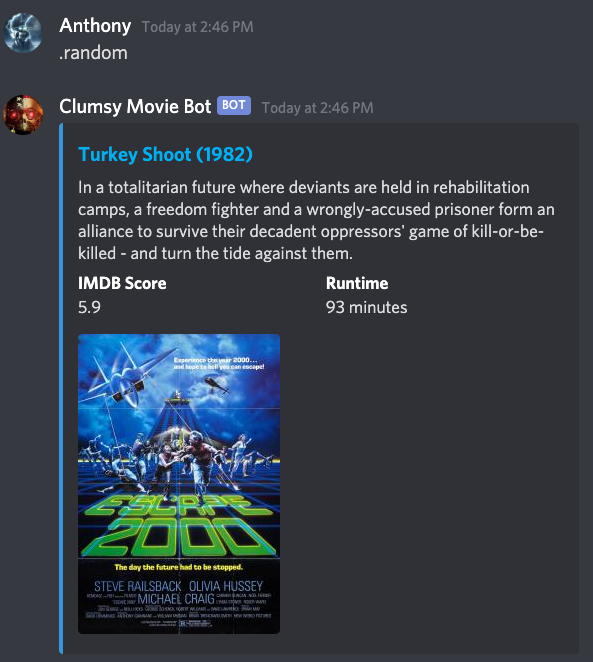 Anthony Today at 2:46 PM
.random
Clumsy Movie Bot BOT Today at 2:46 PM
Turkey Shoot (1982)
In a totalitarian future where deviants are held in rehabilitation
camps, a freedom fighter and a wrongly-accused prisoner form an
alliance to survive their decadent oppressors' game of kill-or-be-
killed - and turn the tide against them.
IMDB Score Runtime
5.9 93 minutes
Experience the year 2000...
and hope to hell you can escape!
ESCAPE
2000
The day the future had to be stopped.
STEVE RAILSBACK OLIVIA HUSSEY
MICHAEL CRAIG